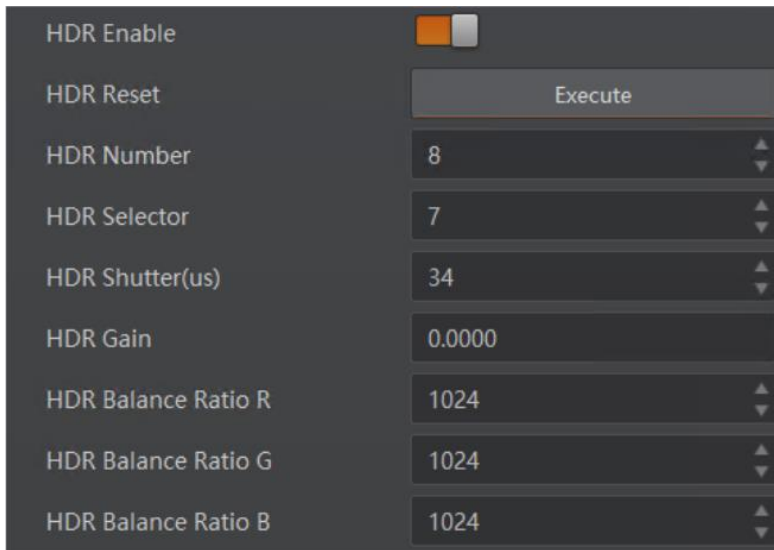 HDR Enable
HDR Reset Execute
HDR Number 8
HDR Selector 7
HDR Shutter(us) 34
HDR Gain 0.0000
HDR Balance Ratio R 1024
HDR Balance Ratio G 1024
HDR Balance Ratio B 1024